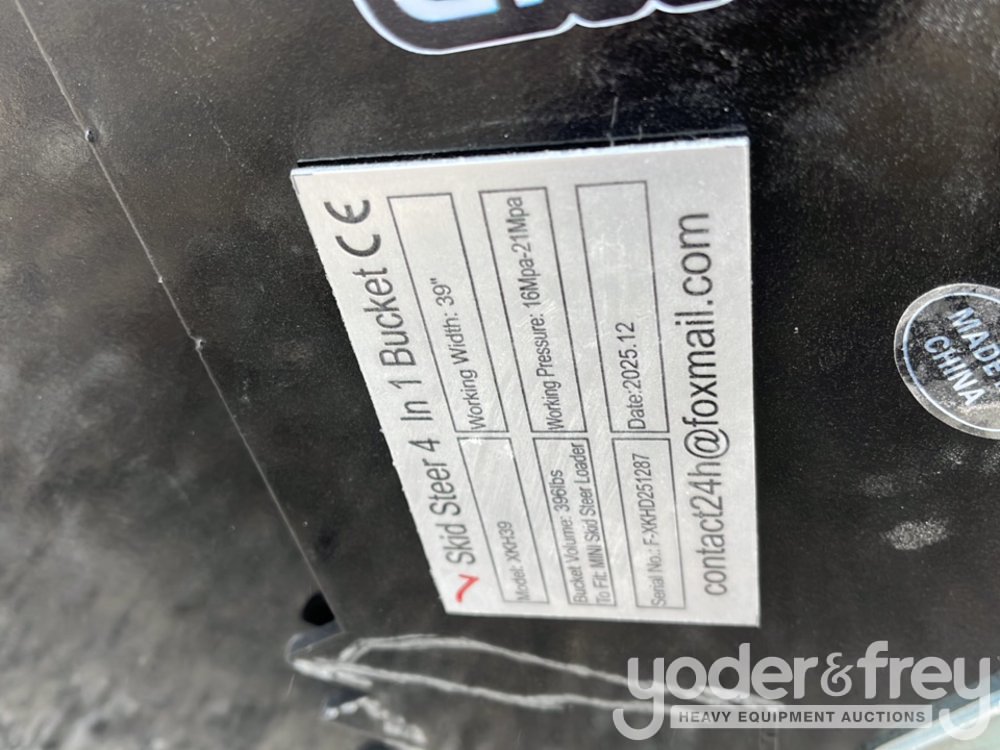 Skid Steer 4 In 1 Bucket CE
Model: XKH39
Working Width: 39"
Bucket Volume: 396lbs
To Fit: MINI Skid Steer Loader
Working Pressure: 16Mpa-21Mpa
Serial No.: F-XKHD251287
Date:2025.12
contact24h@foxmail.com
MADE
CHINA
yoder&frey
HEAVY EQUIPMENT AUCTIONS